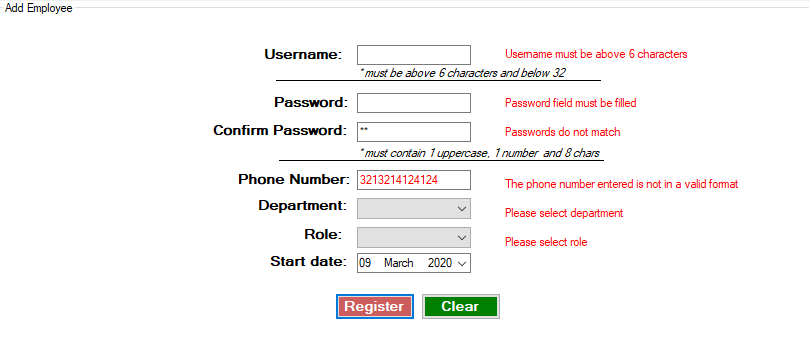 Add Employee
Username: Username must be above 6 characters
*must be above 6 characters and below 32
Password: Password field must be filled
Confirm Password: ** Passwords do not match
*must contain 1 uppercase, 1 number and 8 chars
Phone Number: 3213214124124 The phone number entered is not in a valid format
Department: Please select department
Role: Please select role
Start date: 09 March 2020
Register Clear